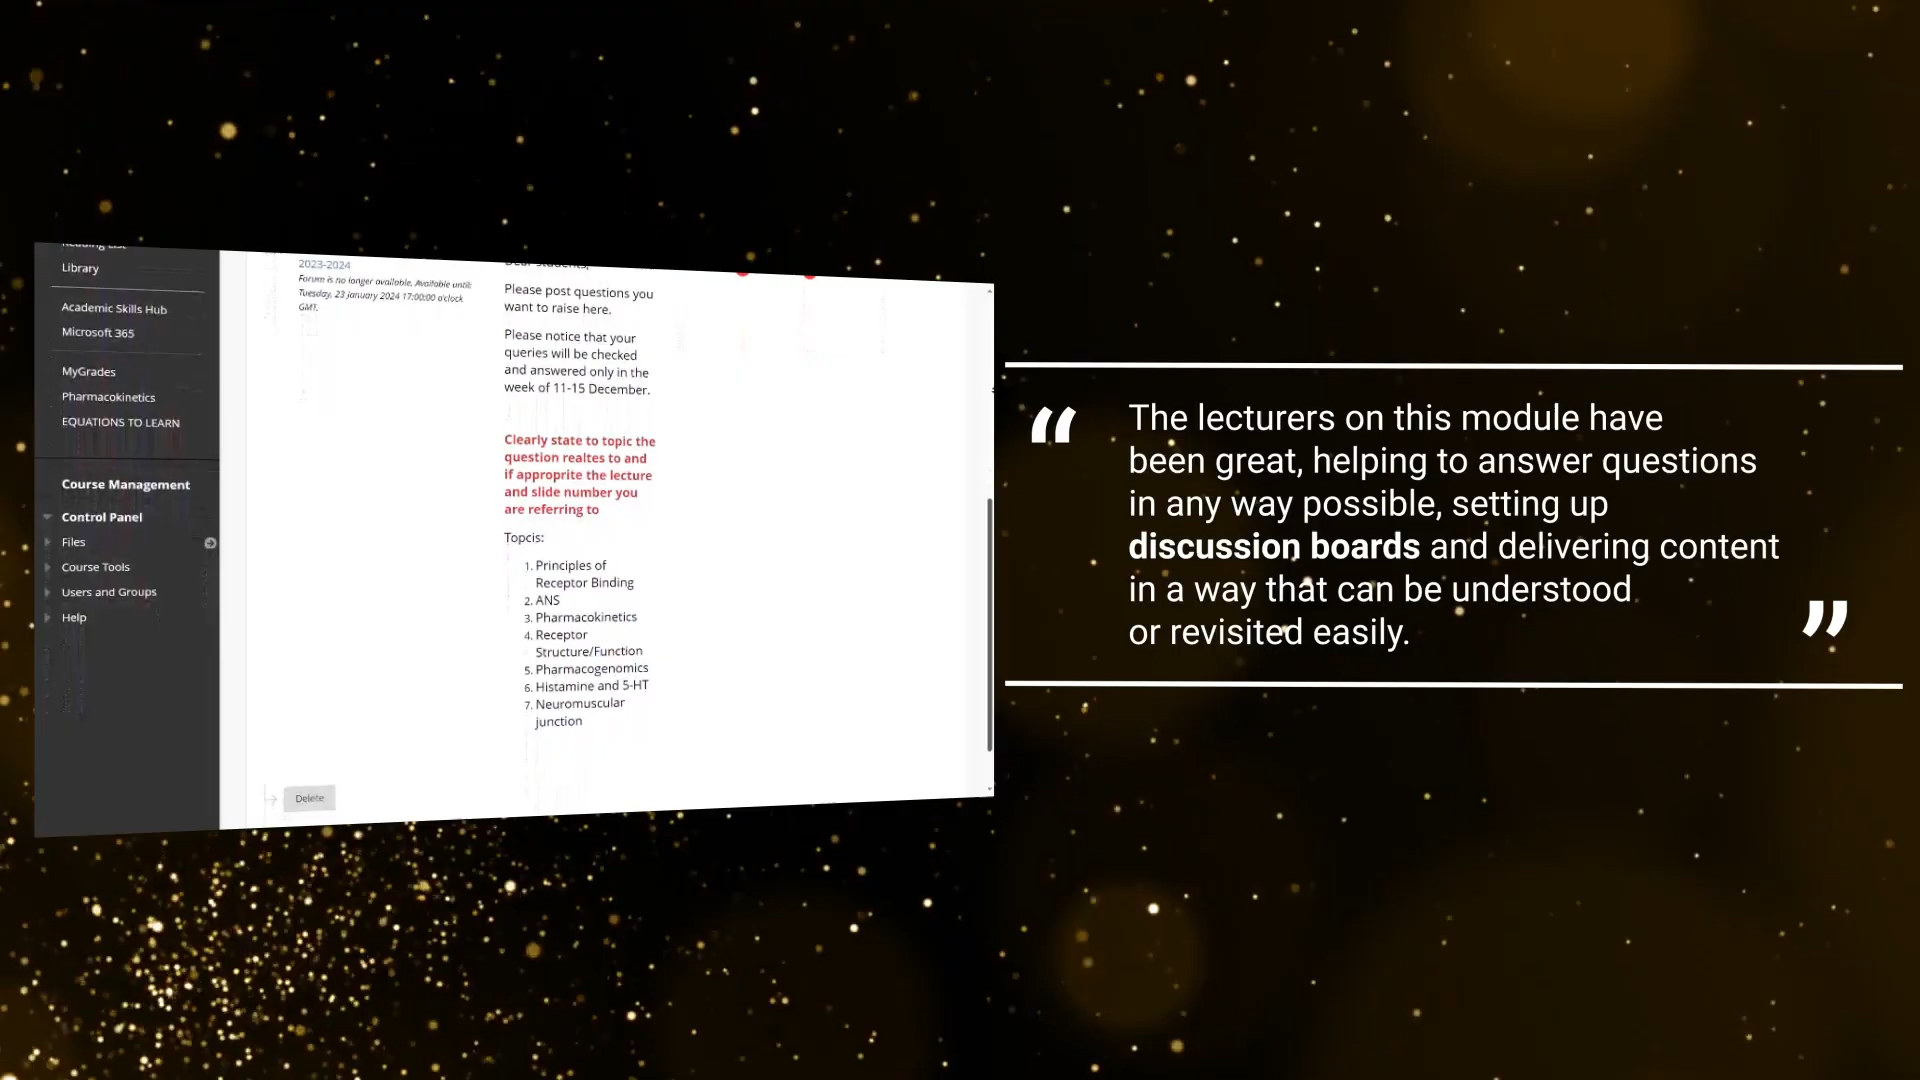 Reading List
Library
Academic Skills Hub
Microsoft 365
MyGrades
Pharmacokinetics
EQUATIONS TO LEARN
Course Management
Control Panel
Files
Course Tools
Users and Groups
Help
2023-2024
Forum is no longer available. Available until:
Tuesday, 23 January 2024 17:00:00 o'clock
GMT.
Dear students,
Please post questions you
want to raise here.
Please notice that your
queries will be checked
and answered only in the
week of 11-15 December.
Clearly state to topic the
question realtes to and
if approprite the lecture
and slide number you
are referring to
Topcis:
1. Principles of
Receptor Binding
2. ANS
3. Pharmacokinetics
4. Receptor
Structure/Function
5. Pharmacogenomics
6. Histamine and 5-HT
7. Neuromuscular
junction
Delete
“ The lecturers on this module have
been great, helping to answer questions
in any way possible, setting up
discussion boards and delivering content
in a way that can be understood
or revisited easily. ”